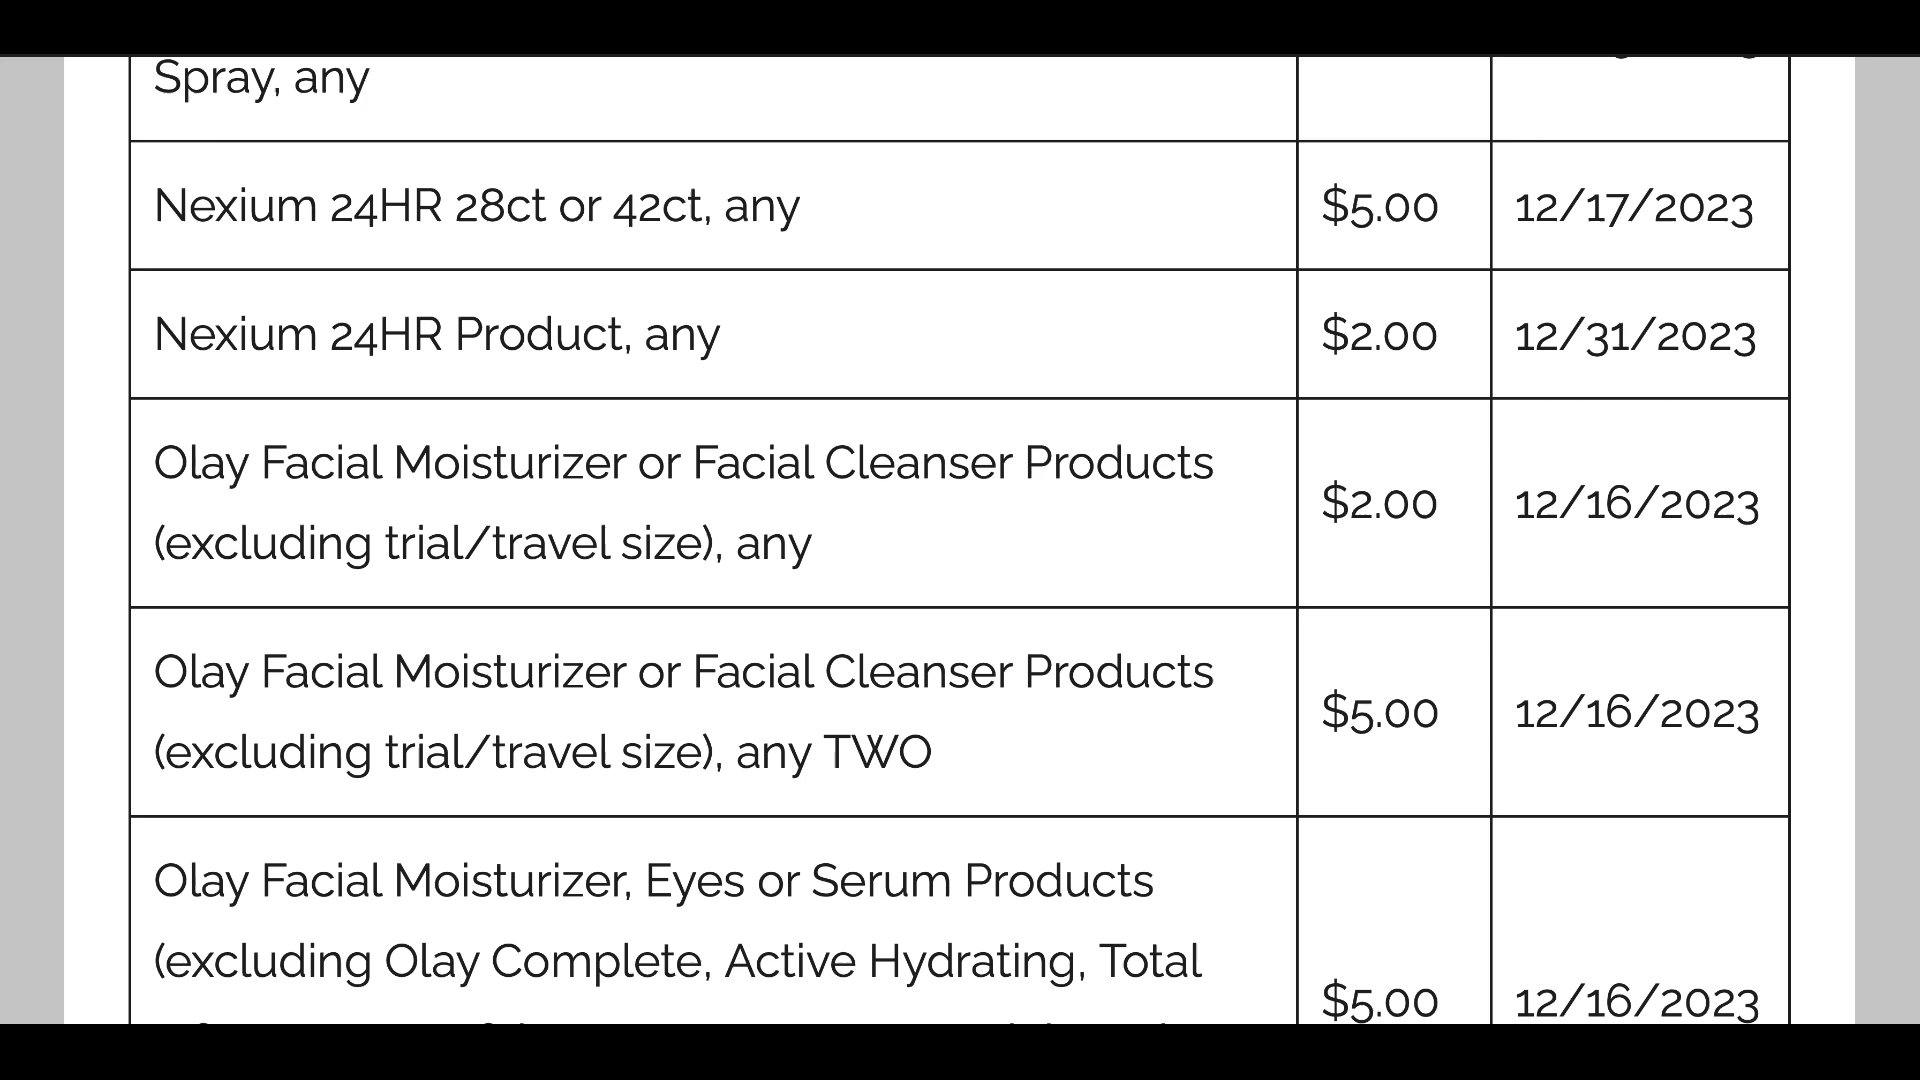 Spray, any
Nexium 24HR 28ct or 42ct, any $5.00 12/17/2023
Nexium 24HR Product, any $2.00 12/31/2023
Olay Facial Moisturizer or Facial Cleanser Products
(excluding trial/travel size), any
$2.00 12/16/2023
Olay Facial Moisturizer or Facial Cleanser Products
(excluding trial/travel size), any TWO
$5.00 12/16/2023
Olay Facial Moisturizer, Eyes or Serum Products
(excluding Olay Complete, Active Hydrating, Total
$5.00 12/16/2023